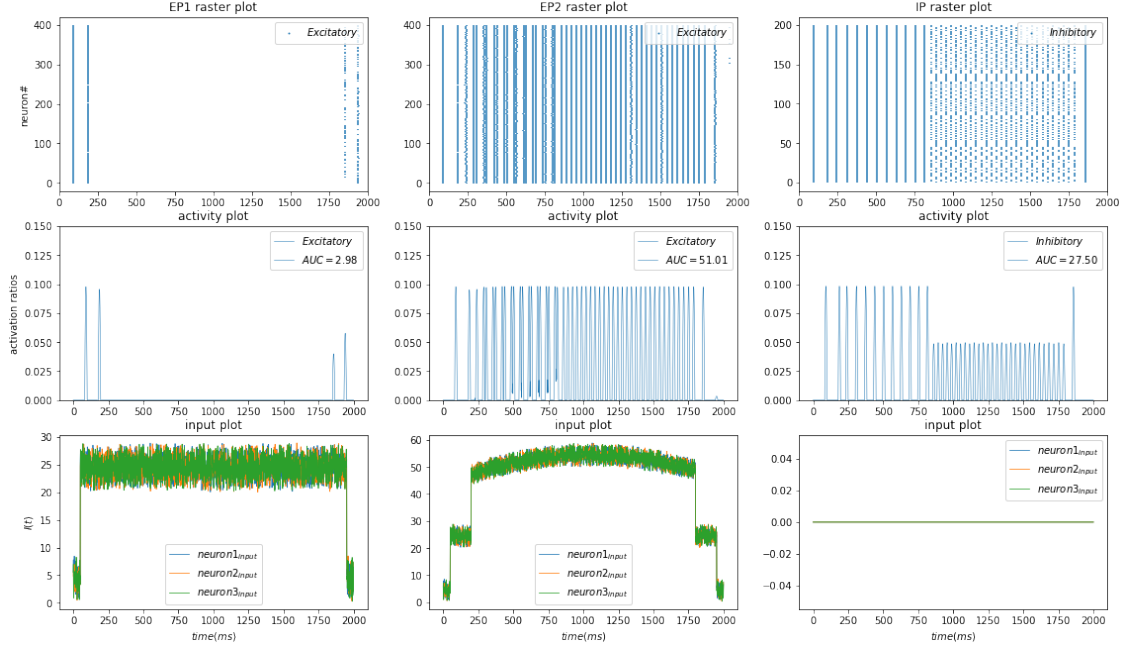 EP1 raster plot
EP2 raster plot
IP raster plot
Excitatory
Excitatory
Inhibitory
neuron#
400
300
200
100
0
400
300
200
100
0
200
150
100
50
0
0 250 500 750 1000 1250 1500 1750 2000
0 250 500 750 1000 1250 1500 1750 2000
0 250 500 750 1000 1250 1500 1750 2000
activity plot
activity plot
activity plot
Excitatory
AUC = 2.98
Excitatory
AUC = 51.01
Inhibitory
AUC = 27.50
activation ratios
0.150
0.125
0.100
0.075
0.050
0.025
0.000
0.150
0.125
0.100
0.075
0.050
0.025
0.000
0.150
0.125
0.100
0.075
0.050
0.025
0.000
0 250 500 750 1000 1250 1500 1750 2000
0 250 500 750 1000 1250 1500 1750 2000
0 250 500 750 1000 1250 1500 1750 2000
input plot
input plot
input plot
I(t)
30
25
20
15
10
5
0
neuron1input
neuron2input
neuron3input
60
50
40
30
20
10
0
neuron1input
neuron2input
neuron3input
0.04
0.02
0.00
−0.02
−0.04
neuron1input
neuron2input
neuron3input
0 250 500 750 1000 1250 1500 1750 2000
0 250 500 750 1000 1250 1500 1750 2000
0 250 500 750 1000 1250 1500 1750 2000
time(ms)
time(ms)
time(ms)